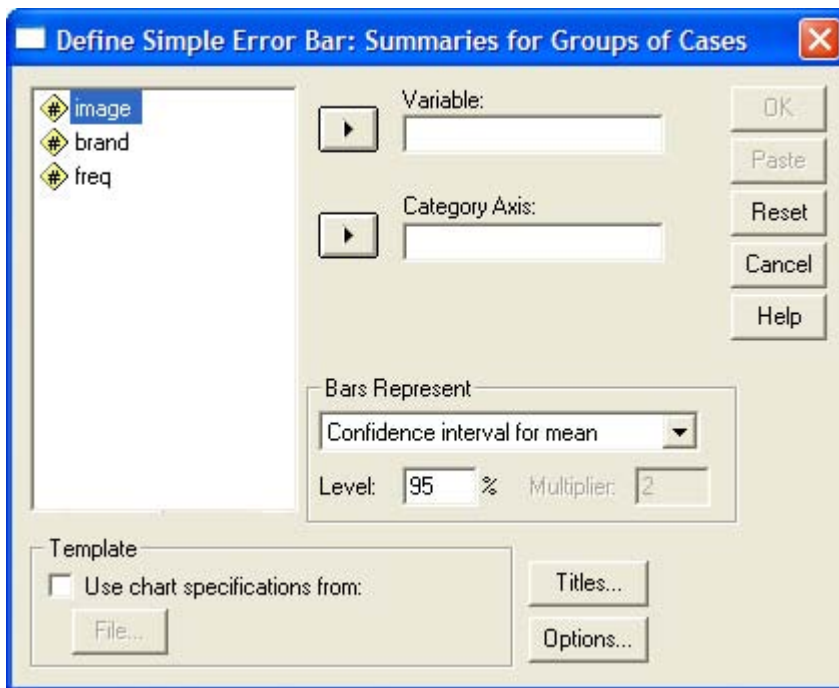 Define Simple Error Bar: Summaries for Groups of Cases
image
brand
freq
Variable:
Category Axis:
OK
Paste
Reset
Cancel
Help
Bars Represent
Confidence interval for mean
Level: 95 % Multiplier: 2
Template
Use chart specifications from:
File...
Titles...
Options...